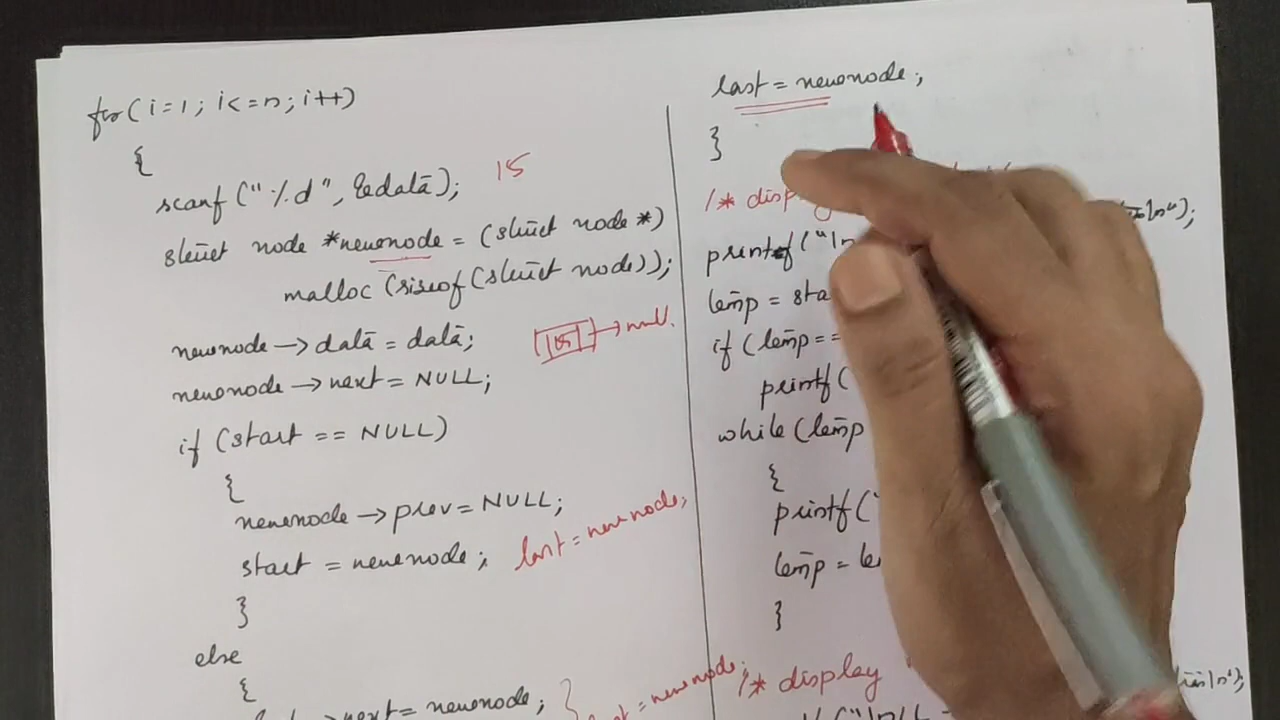 for(i=1; i<=n; i++)
{
scanf("%d", &data); 15
struct node *newnode = (struct node *)
malloc (sizeof(struct node));
newnode → data = data; 15 → null.
newnode → next = NULL;
if (start == NULL)
{
newnode → prev = NULL;
start = newnode; last = newnode;
}
else
{
next = newnode; }
= newnode;
last = newnode;
}
/* disp
printf("\n \n");
temp = sta
if (temp ==
printf(
while (temp
{
printf("
temp = te
}
/* display